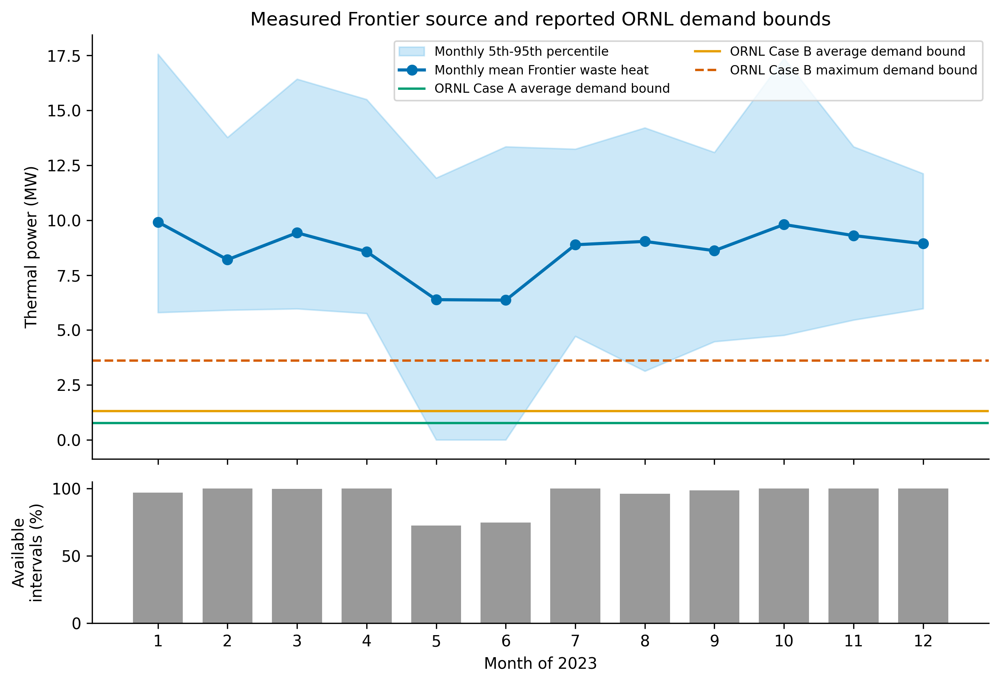 Measured Frontier source and reported ORNL demand bounds
Monthly 5th-95th percentile
Monthly mean Frontier waste heat
ORNL Case A average demand bound
ORNL Case B average demand bound
ORNL Case B maximum demand bound
Thermal power (MW)
17.5
15.0
12.5
10.0
7.5
5.0
2.5
0.0
Available
intervals (%)
100
50
0
1 2 3 4 5 6 7 8 9 10 11 12
Month of 2023